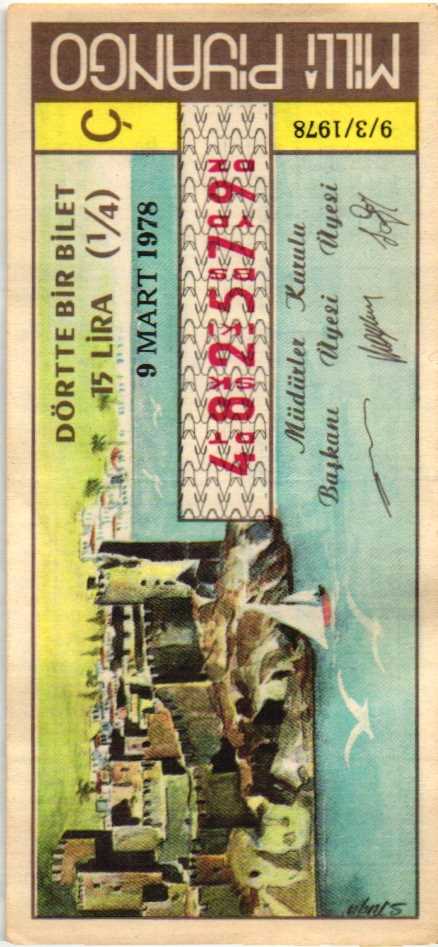 MİLLÎ PİYANGO
Ç
9/3/1978
DÖRTTE BİR BİLET
15 LİRA (1/4)
9 MART 1978
482579
Müdürler Kurulu
Başkanı Üyesi Üyesi